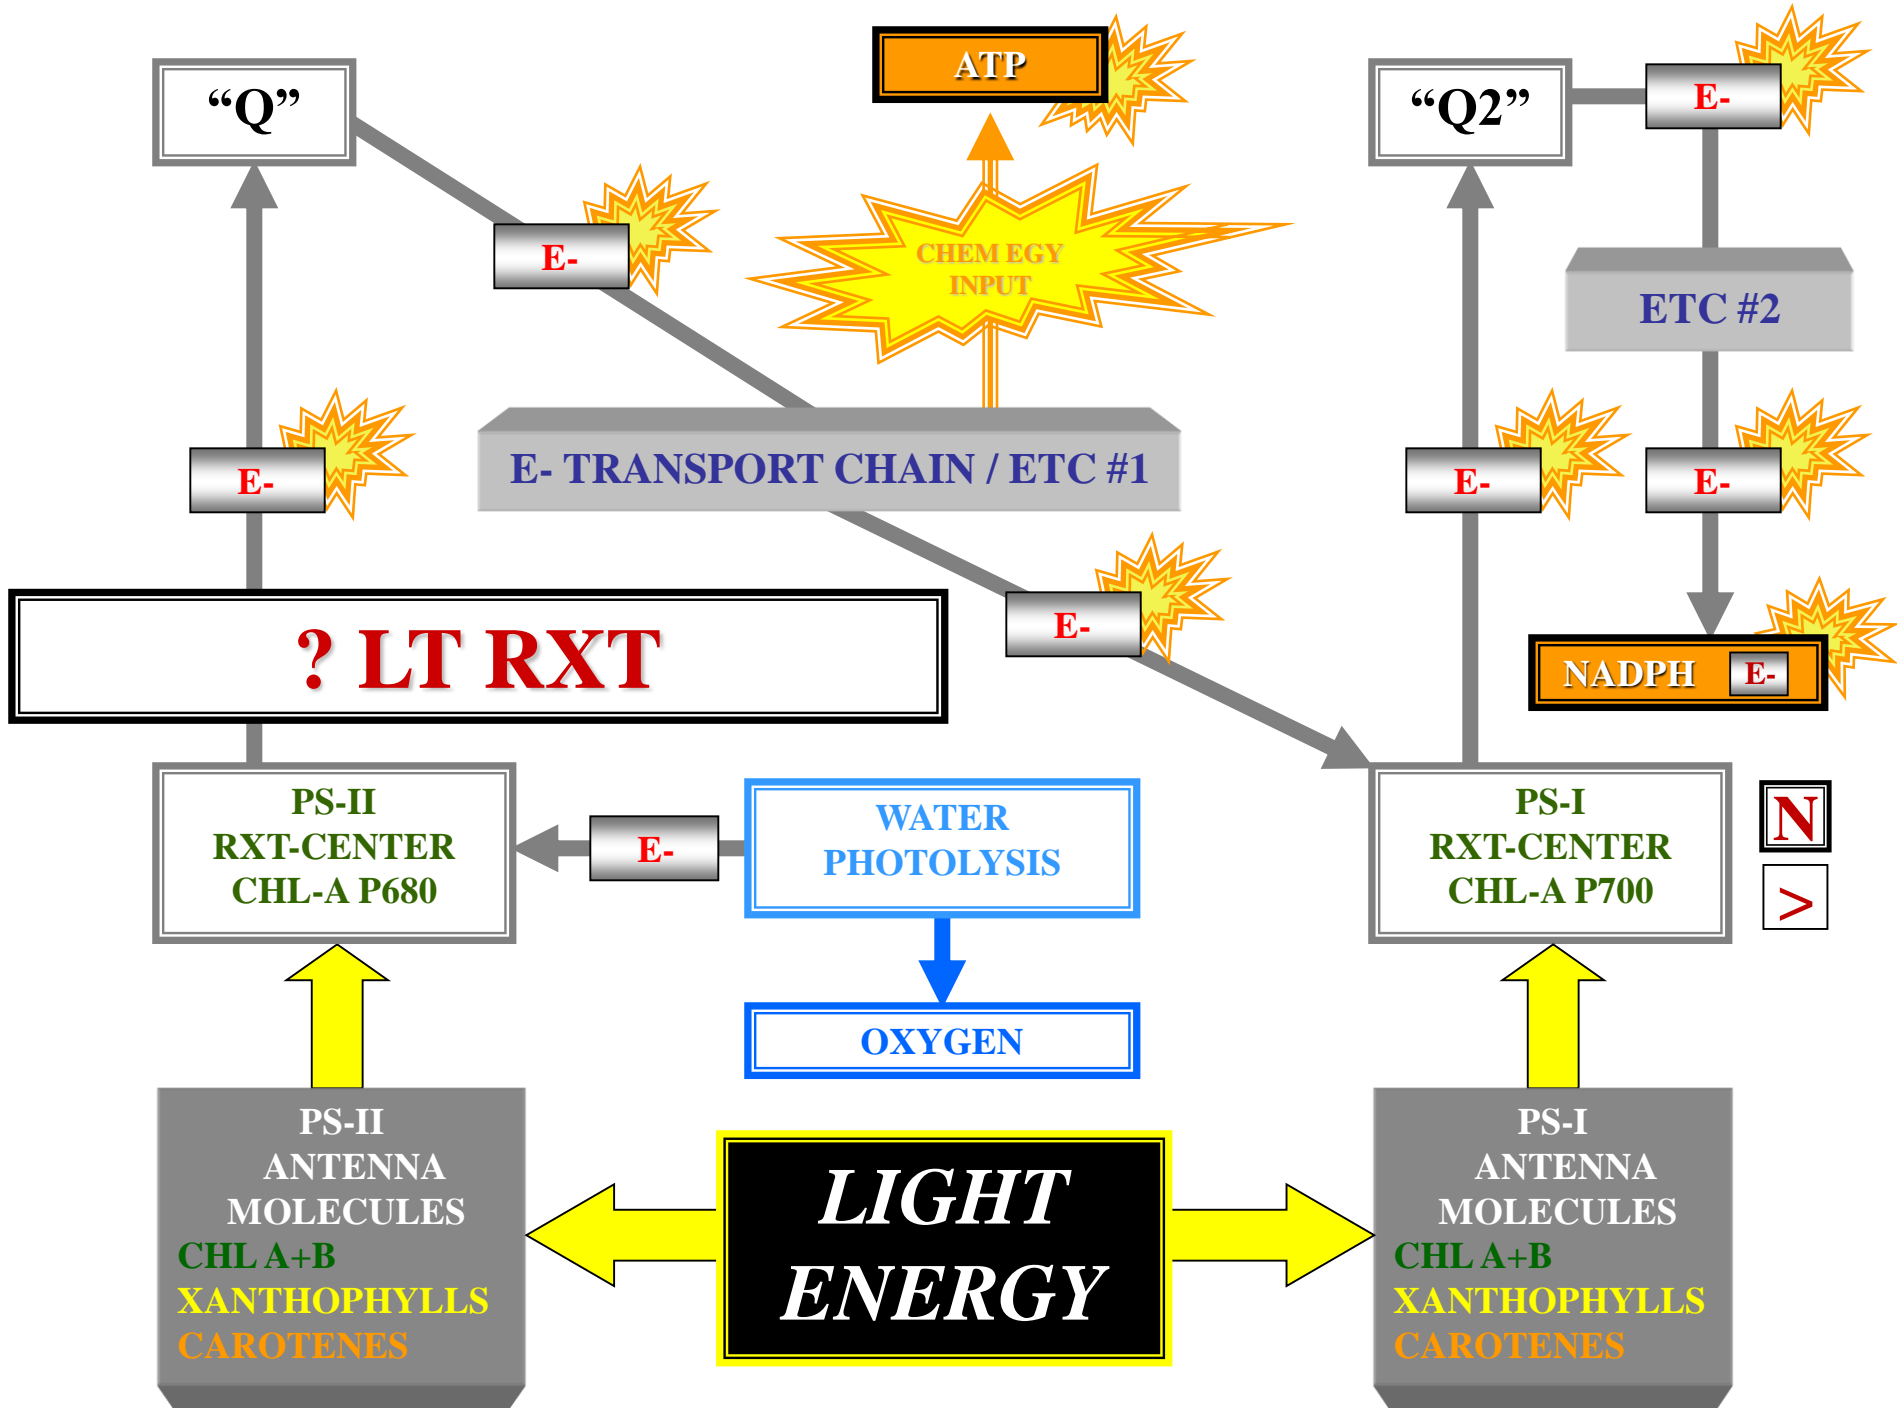 “Q”
ATP
“Q2”
E-
E-
CHEM EGY
INPUT
ETC #2
E-
E- TRANSPORT CHAIN / ETC #1
E-
E-
? LT RXT
E-
NADPH E-
PS-II
RXT-CENTER
CHL-A P680
E-
WATER
PHOTOLYSIS
PS-I
RXT-CENTER
CHL-A P700
N
>
OXYGEN
PS-II
ANTENNA
MOLECULES
CHL A+B
XANTHOPHYLLS
CAROTENES
LIGHT
ENERGY
PS-I
ANTENNA
MOLECULES
CHL A+B
XANTHOPHYLLS
CAROTENES